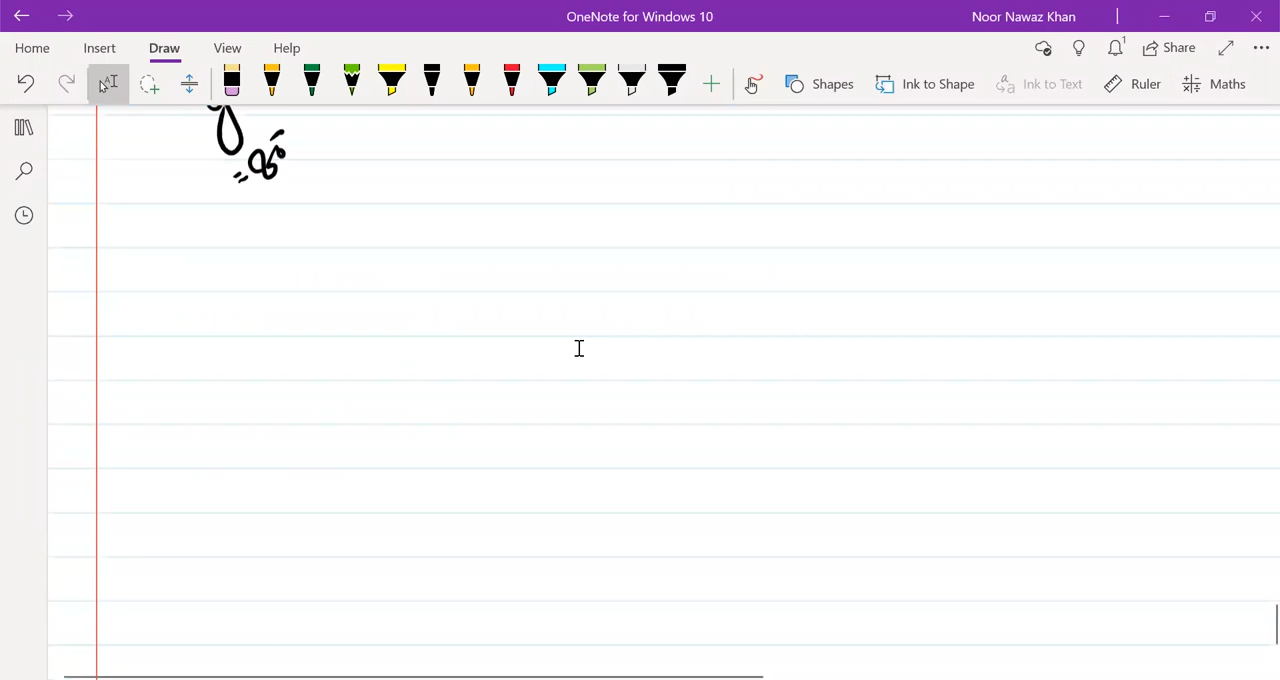 OneNote for Windows 10
Noor Nawaz Khan
Home
Insert
Draw
View
Help
1
Share
Shapes
Ink to Shape
Ink to Text
Ruler
Maths